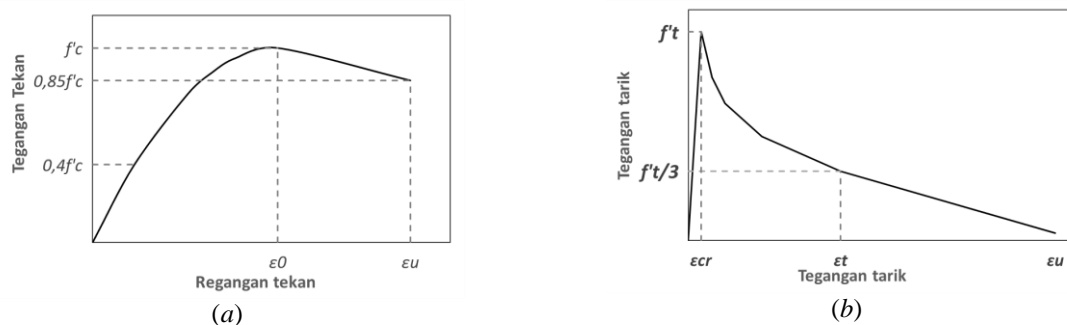 Tegangan Tekan
f'c
0,85f'c
0,4f'c
ε0
εu
Regangan tekan
(a)
Tegangan tarik
f't
f't/3
εcr
εt
εu
Tegangan tarik
(b)